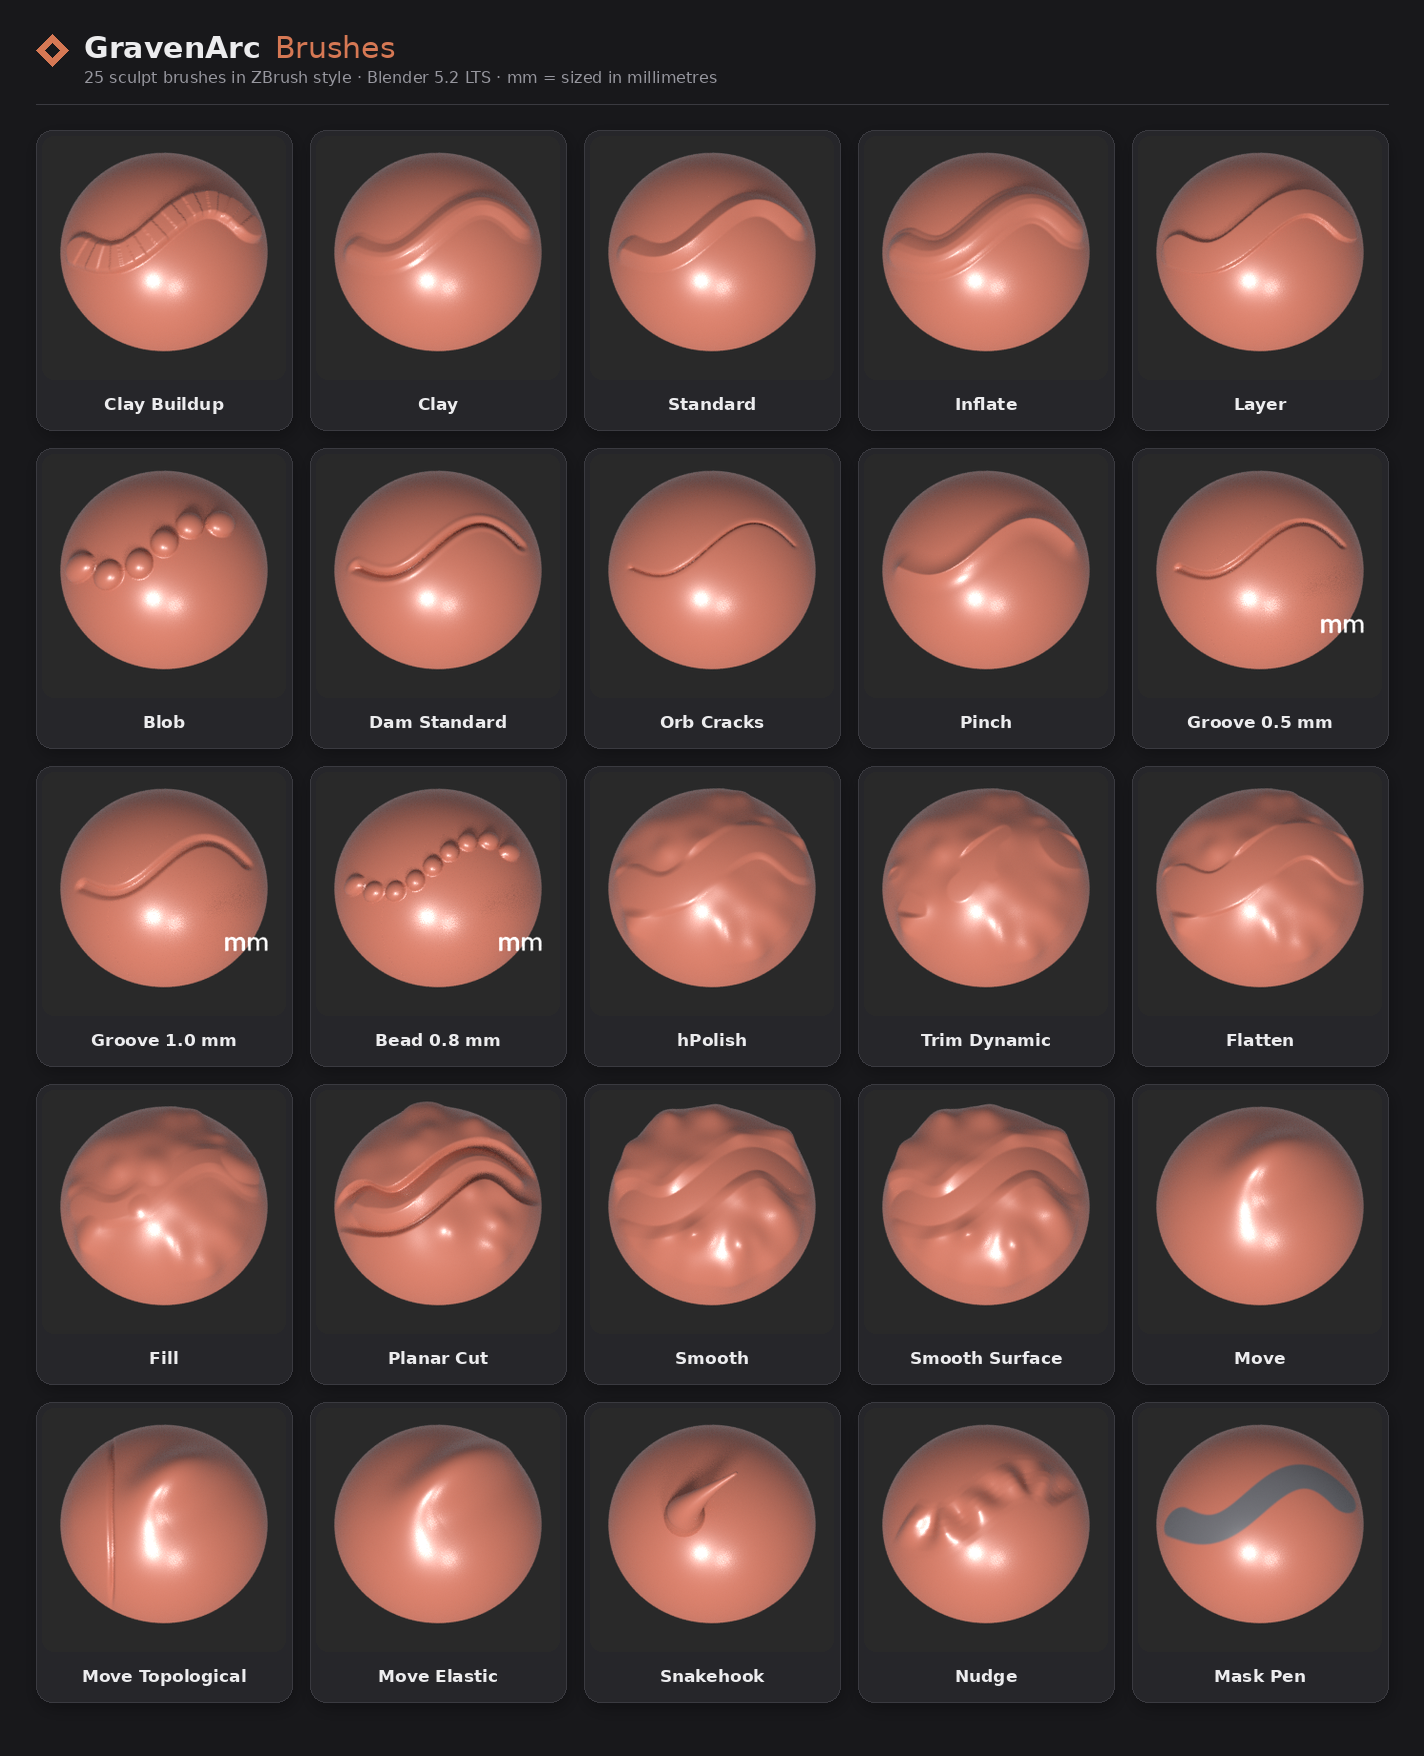 GravenArc Brushes
25 sculpt brushes in ZBrush style · Blender 5.2 LTS · mm = sized in millimetres
Clay Buildup
Clay
Standard
Inflate
Layer
mm
Blob
Dam Standard
Orb Cracks
Pinch
Groove 0.5 mm
mm
mm
Groove 1.0 mm
Bead 0.8 mm
hPolish
Trim Dynamic
Flatten
Fill
Planar Cut
Smooth
Smooth Surface
Move
Move Topological
Move Elastic
Snakehook
Nudge
Mask Pen